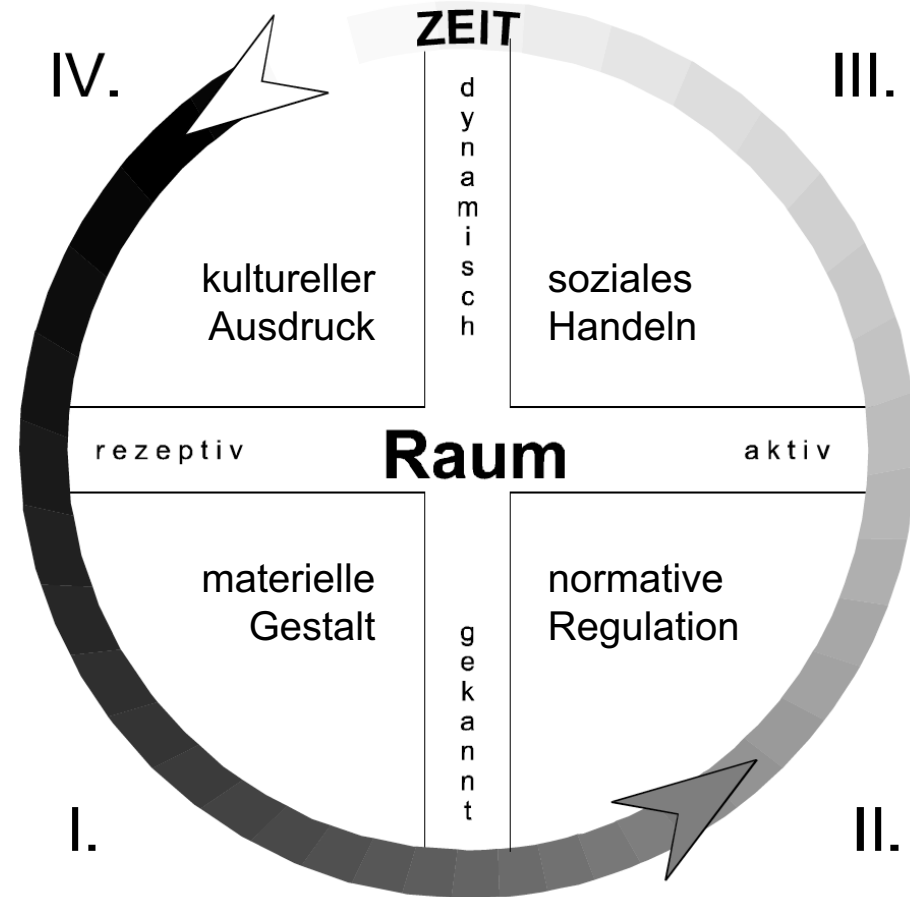 ZEIT
IV.
III.
dynamisch
kultureller
Ausdruck
soziales
Handeln
rezeptiv
Raum
aktiv
materielle
Gestalt
normative
Regulation
gekannt
I.
II.